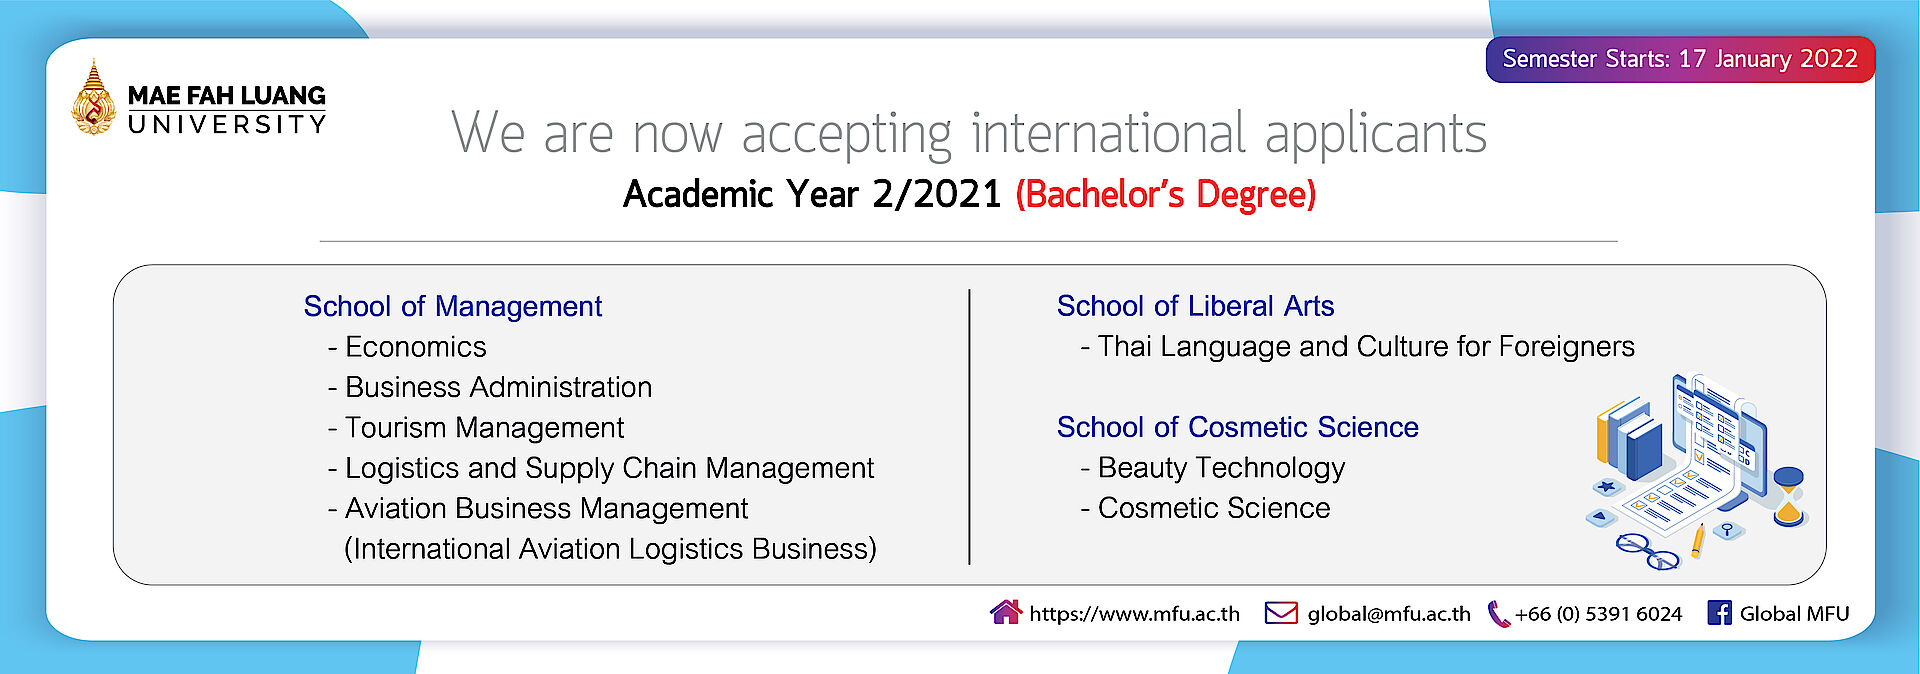 Semester Starts: 17 January 2022
MAE FAH LUANG
UNIVERSITY
We are now accepting international applicants
Academic Year 2/2021 (Bachelor's Degree)
School of Management
- Economics
- Business Administration
- Tourism Management
- Logistics and Supply Chain Management
- Aviation Business Management
(International Aviation Logistics Business)
School of Liberal Arts
- Thai Language and Culture for Foreigners
School of Cosmetic Science
- Beauty Technology
- Cosmetic Science
https://www.mfu.ac.th
global@mfu.ac.th
+66 (0) 5391 6024
Global MFU